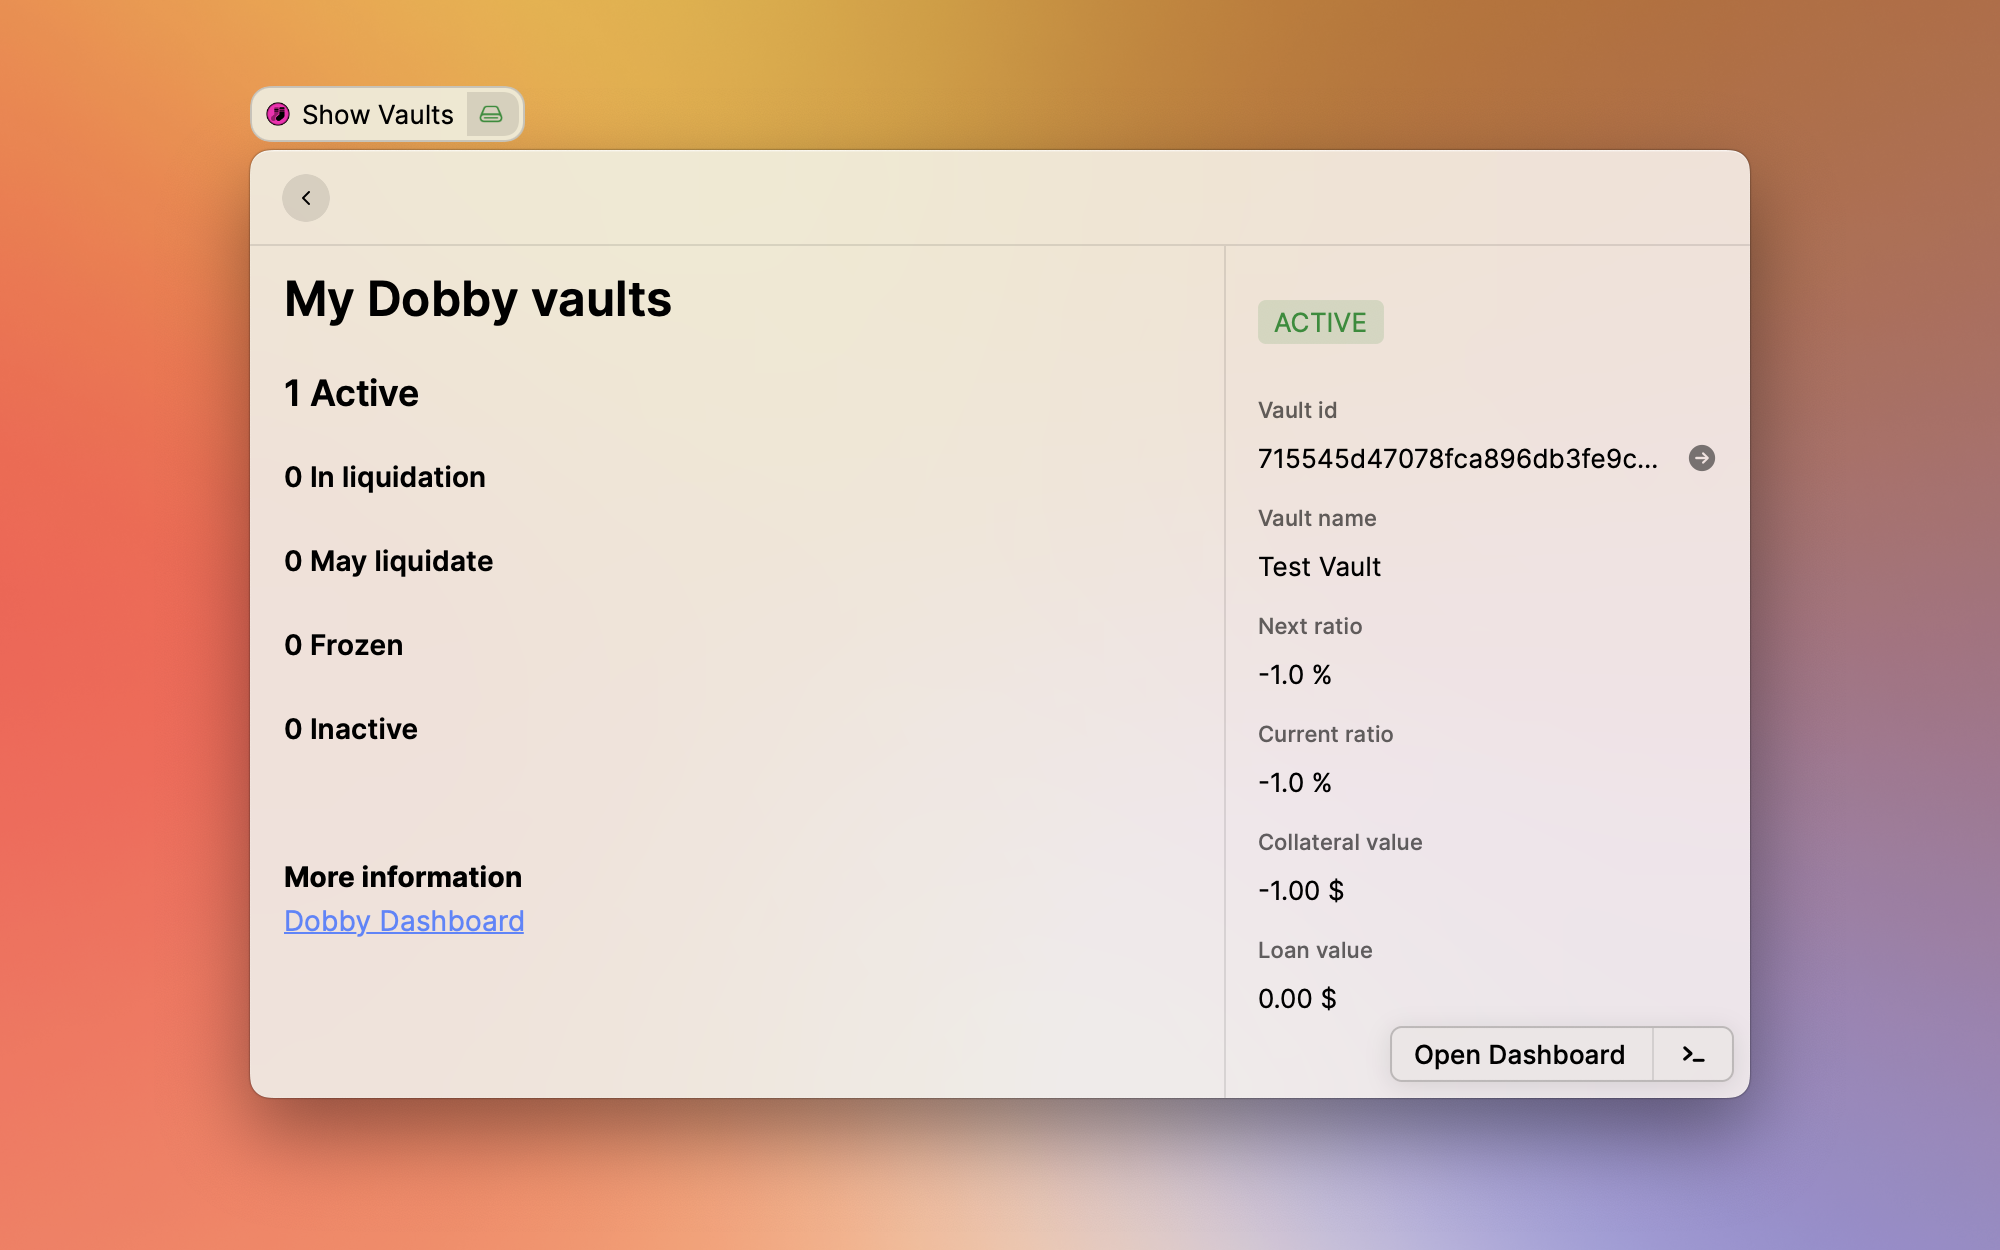 Show Vaults
My Dobby vaults
1 Active
0 In liquidation
0 May liquidate
0 Frozen
0 Inactive
More information
Dobby Dashboard
ACTIVE
Vault id
715545d47078fca896db3fe9c...
Vault name
Test Vault
Next ratio
-1.0 %
Current ratio
-1.0 %
Collateral value
-1.00 $
Loan value
0.00 $
Open Dashboard